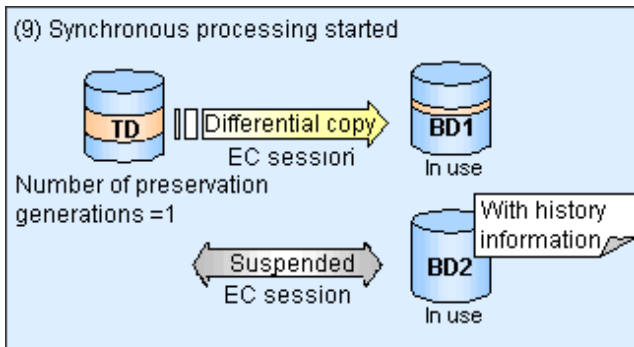 (9) Synchronous processing started
TD
Differential copy
BD1
EC session
In use
Number of preservation
generations =1
With history
information
Suspended
BD2
EC session
In use